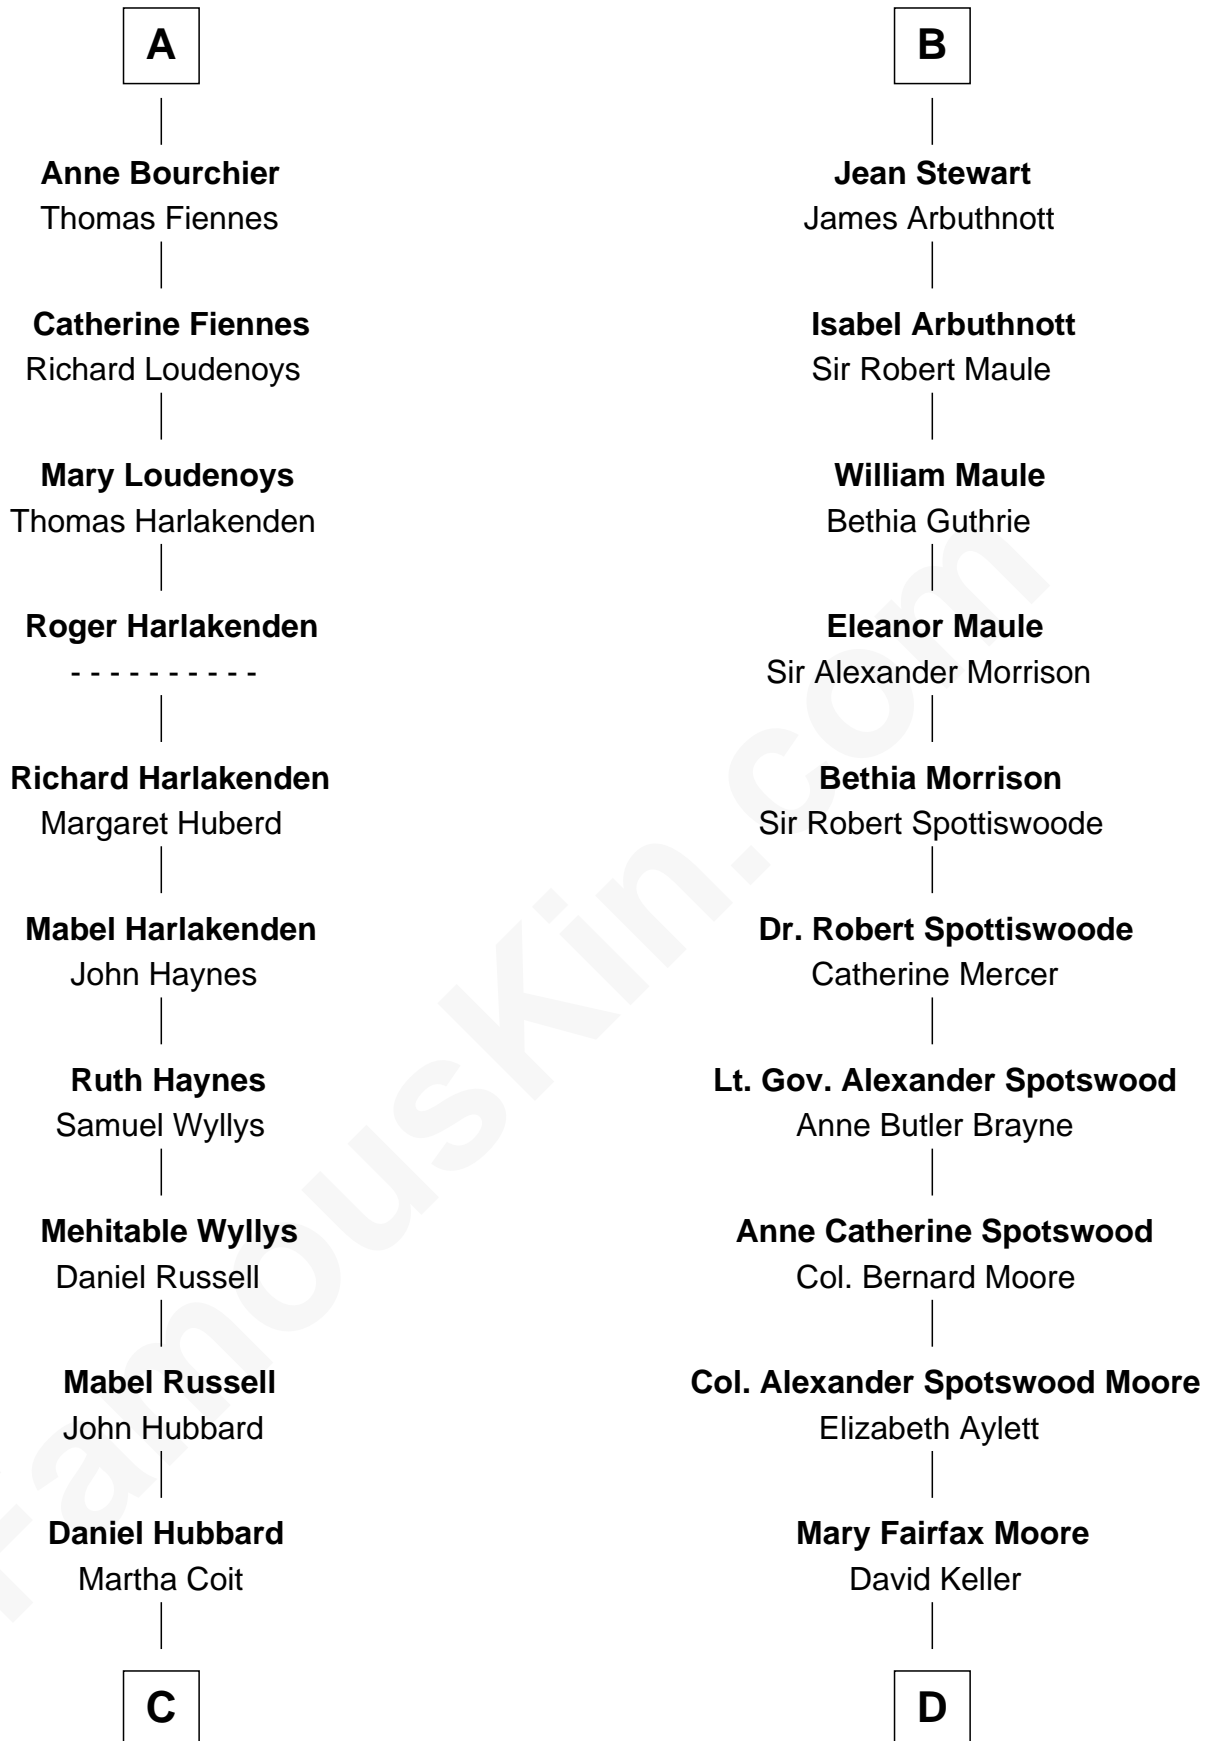 A
Anne Bourchier
Thomas Fiennes
Catherine Fiennes
Richard Loudenoys
Mary Loudenoys
Thomas Harlakenden
Roger Harlakenden
- - - - - - - - - -
Richard Harlakenden
Margaret Huberd
Mabel Harlakenden
John Haynes
Ruth Haynes
Samuel Wyllys
Mehitable Wyllys
Daniel Russell
Mabel Russell
John Hubbard
Daniel Hubbard
Martha Coit
C
B
Jean Stewart
James Arbuthnott
Isabel Arbuthnott
Sir Robert Maule
William Maule
Bethia Guthrie
Eleanor Maule
Sir Alexander Morrison
Bethia Morrison
Sir Robert Spottiswoode
Dr. Robert Spottiswoode
Catherine Mercer
Lt. Gov. Alexander Spotswood
Anne Butler Brayne
Anne Catherine Spotswood
Col. Bernard Moore
Col. Alexander Spotswood Moore
Elizabeth Aylett
Mary Fairfax Moore
David Keller
D
FamousKin.com